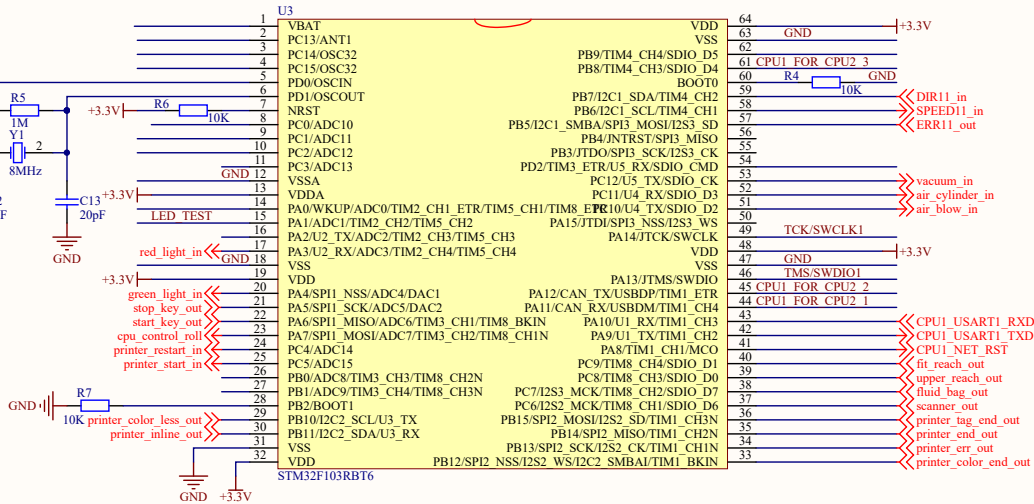 U3
1 VBAT VDD 64 +3.3V
2 PC13/ANT1 VSS 63 GND
3 PC14/OSC32 PB9/TIM4_CH4/SDIO_D5 62
4 PC15/OSC32 PB8/TIM4_CH3/SDIO_D4 61 CPU1_FOR_CPU2_3
5 PD0/OSCIN BOOT0 60 R4 10K GND
6 PD1/OSCOUT PB7/I2C1_SDA/TIM4_CH2 59 DIR11_in
R5 1M +3.3V R6 10K 7 NRST PB6/I2C1_SCL/TIM4_CH1 58 SPEED11_in
8 PC0/ADC10 PB5/I2C1_SMBA/SPI3_MOSI/I2S3_SD 57 ERR11_out
Y1 2 8MHz 9 PC1/ADC11 PB4/JNTRST/SPI3_MISO 56
10 PC2/ADC12 PB3/JTDO/SPI3_SCK/I2S3_CK 55
11 PC3/ADC13 PD2/TIM3_ETR/U5_RX/SDIO_CMD 54
GND 12 VSSA PC12/U5_TX/SDIO_CK 53 vacuum_in
+3.3V 13 VDDA PC11/U4_RX/SDIO_D3 52 air_cylinder_in
C13 20pF 14 PA0/WKUP/ADC0/TIM2_CH1_ETR/TIM5_CH1/TIM8_ETR PC10/U4_TX/SDIO_D2 51 air_blow_in
F LED_TEST 15 PA1/ADC1/TIM2_CH2/TIM5_CH2 PA15/JTDI/SPI3_NSS/I2S3_WS 50
16 PA2/U2_TX/ADC2/TIM2_CH3/TIM5_CH3 PA14/JTCK/SWCLK 49 TCK/SWCLK1
GND red_light_in 17 PA3/U2_RX/ADC3/TIM2_CH4/TIM5_CH4 VDD 48 +3.3V
GND 18 VSS VSS 47 GND
+3.3V 19 VDD PA13/JTMS/SWDIO 46 TMS/SWDIO1
green_light_in 20 PA4/SPI1_NSS/ADC4/DAC1 PA12/CAN_TX/USBDP/TIM1_ETR 45 CPU1_FOR_CPU2_2
stop_key_out 21 PA5/SPI1_SCK/ADC5/DAC2 PA11/CAN_RX/USBDM/TIM1_CH4 44 CPU1_FOR_CPU2_1
start_key_out 22 PA6/SPI1_MISO/ADC6/TIM3_CH1/TIM8_BKIN PA10/U1_RX/TIM1_CH3 43 CPU1_USART1_RXD
cpu_control_roll 23 PA7/SPI1_MOSI/ADC7/TIM3_CH2/TIM8_CH1N PA9/U1_TX/TIM1_CH2 42 CPU1_USART1_TXD
printer_restart_in 24 PC4/ADC14 PA8/TIM1_CH1/MCO 41 CPU1_NET_RST
printer_start_in 25 PC5/ADC15 PC9/TIM8_CH4/SDIO_D1 40 fit_reach_out
26 PB0/ADC8/TIM3_CH3/TIM8_CH2N PC8/TIM8_CH3/SDIO_D0 39 upper_reach_out
27 PB1/ADC9/TIM3_CH4/TIM8_CH3N PC7/I2S3_MCK/TIM8_CH2/SDIO_D7 38 fluid_bag_out
GND R7 10K 28 PB2/BOOT1 PC6/I2S2_MCK/TIM8_CH1/SDIO_D6 37 scanner_out
printer_color_less_out 29 PB10/I2C2_SCL/U3_TX PB15/SPI2_MOSI/I2S2_SD/TIM1_CH3N 36 printer_tag_end_out
printer_inline_out 30 PB11/I2C2_SDA/U3_RX PB14/SPI2_MISO/TIM1_CH2N 35 printer_end_out
31 VSS PB13/SPI2_SCK/I2S2_CK/TIM1_CH1N 34 printer_err_out
32 VDD PB12/SPI2_NSS/I2S2_WS/I2C2_SMBAI/TIM1_BKIN 33 printer_color_end_out
STM32F103RBT6
GND +3.3V